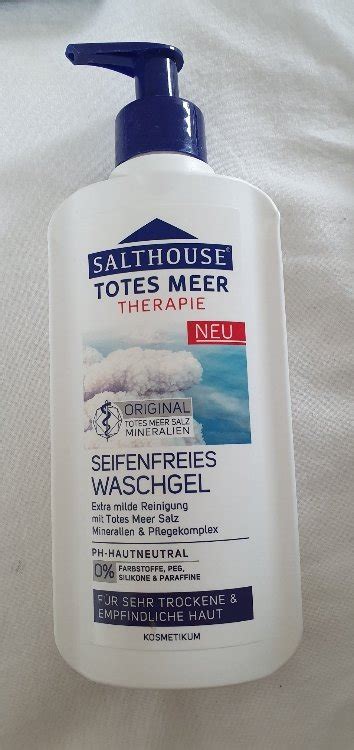 SALTHOUSE®
TOTES MEER
THERAPIE
NEU
ORIGINAL
TOTES MEER SALZ
MINERALIEN
SEIFENFREIES
WASCHGEL
Extra milde Reinigung
mit Totes Meer Salz
Mineralien & Pflegekomplex
PH-HAUTNEUTRAL
0% FARBSTOFFE, PEG,
SILIKONE & PARAFFINE
FÜR SEHR TROCKENE &
EMPFINDLICHE HAUT
KOSMETIKUM